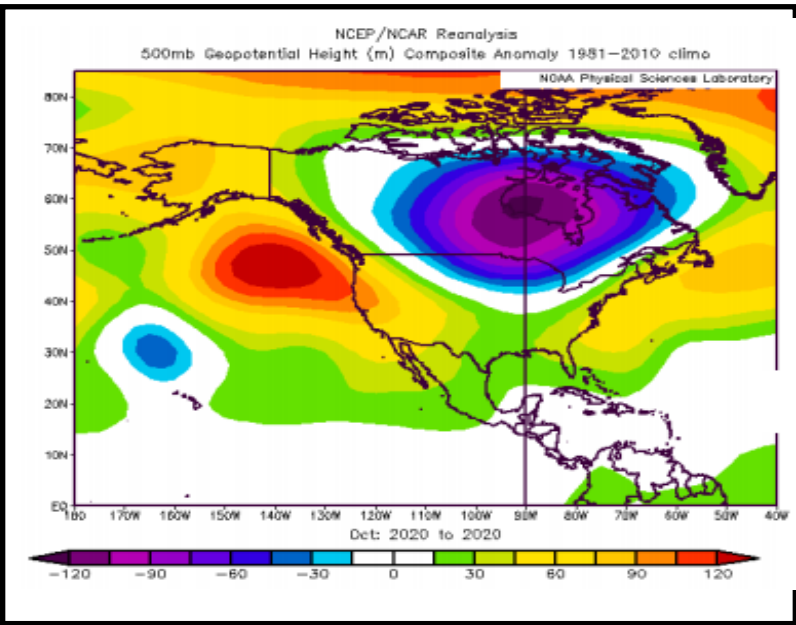 NCEP/NCAR Reanalysis
500mb Geopotential Height (m) Composite Anomaly 1981-2010 climo
NOAA Physical Sciences Laboratory
80N
70N
60N
50N
40N
30N
20N
10N
EQ
180 170W 160W 150W 140W 130W 120W 110W 100W 90W 80W 70W 60W 50W 40W
Oct: 2020 to 2020
-120 -90 -60 -30 0 30 60 90 120